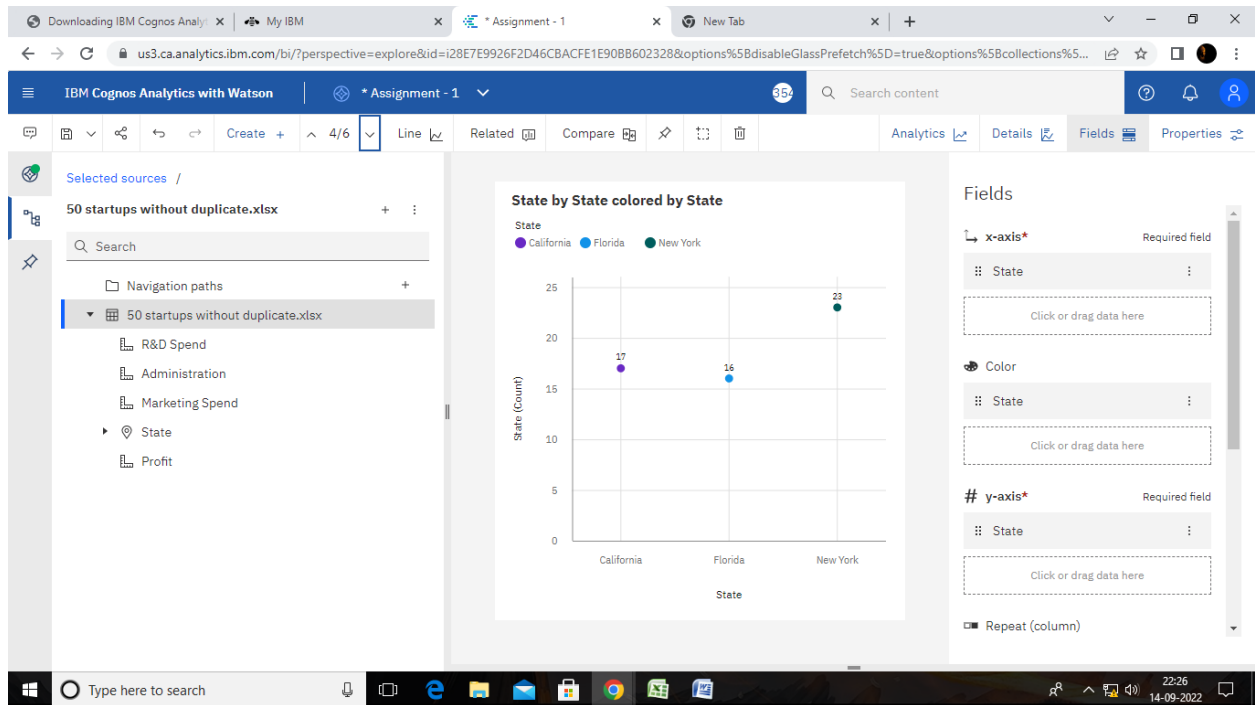 Downloading IBM Cognos Analyt
My IBM
* Assignment - 1
New Tab
us3.ca.analytics.ibm.com/bi/?perspective=explore&id=i28E7E9926F2D46CBACFE1E90BB602328&options%5BdisableGlassPrefetch%5D=true&options%5Bcollections%5...
IBM Cognos Analytics with Watson
* Assignment - 1
354
Search content
Create +
4/6
Line
Related
Compare
Analytics
Details
Fields
Properties
Selected sources /
50 startups without duplicate.xlsx
Search
Navigation paths
50 startups without duplicate.xlsx
R&D Spend
Administration
Marketing Spend
State
Profit
State by State colored by State
State
California Florida New York
25
20
15
10
5
0
17
16
23
State (Count)
California Florida New York
State
Fields
x-axis* Required field
State
Click or drag data here
Color
State
Click or drag data here
# y-axis* Required field
State
Click or drag data here
Repeat (column)
Type here to search
22:26
14-09-2022